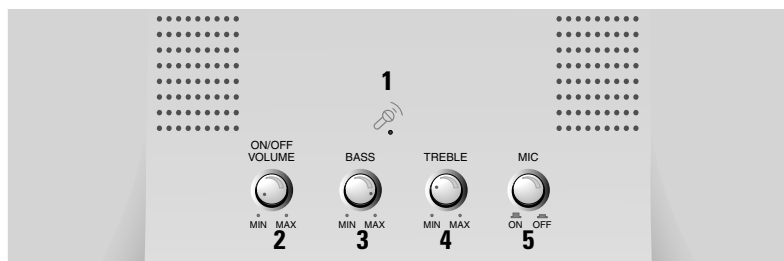 1
ON/OFF
VOLUME
BASS
TREBLE
MIC
MIN MAX
MIN MAX
MIN MAX
ON OFF
2
3
4
5